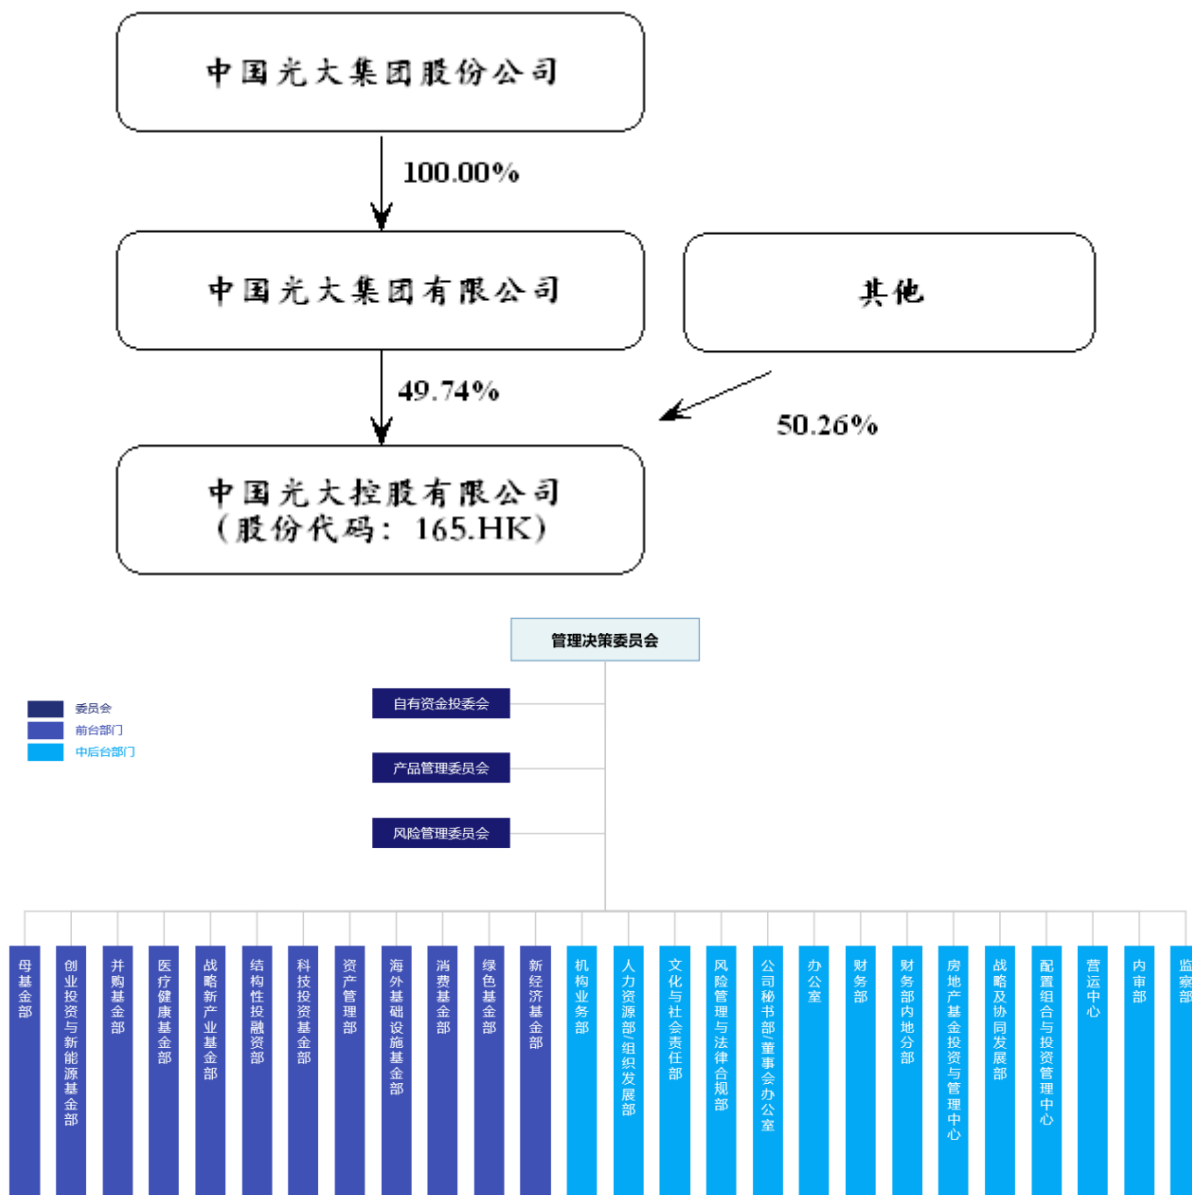 中国光大集团股份公司
100.00%
中国光大集团有限公司
其他
49.74%
50.26%
中国光大控股有限公司
（股份代码：165.HK）
管理决策委员会
自有资金投委会
委员会
前台部门
中后台部门
产品管理委员会
风险管理委员会
母基金部
创业投资与新能源基金部
并购基金部
医疗健康基金部
战略新产业基金部
结构性投融资部
科技投资基金部
资产管理部
海外基础设施基金部
消费基金部
绿色基金部
新经济基金部
机构业务部
人力资源部/组织发展部
文化与社会责任部
风险管理与法律合规部
公司秘书部/董事会办公室
办公室
财务部
财务部内地分部
房地产基金投资与管理中心
战略及协同发展部
配置组合与投资管理中心
营运中心
内审部
监察部